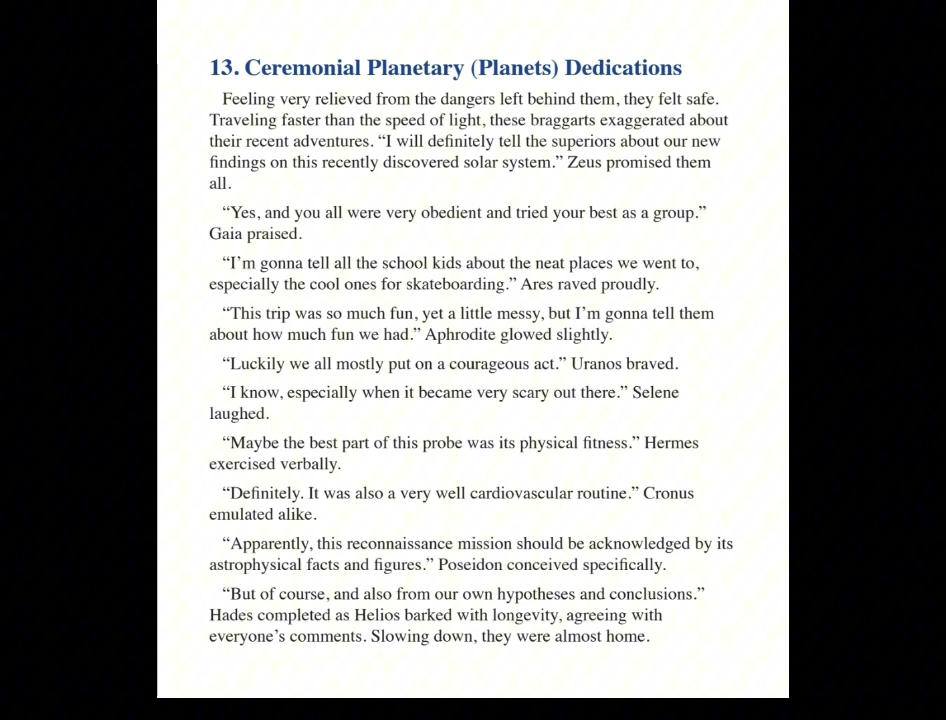 13. Ceremonial Planetary (Planets) Dedications
Feeling very relieved from the dangers left behind them, they felt safe.
Traveling faster than the speed of light, these braggarts exaggerated about
their recent adventures. “I will definitely tell the superiors about our new
findings on this recently discovered solar system.” Zeus promised them
all.
“Yes, and you all were very obedient and tried your best as a group.”
Gaia praised.
“I’m gonna tell all the school kids about the neat places we went to,
especially the cool ones for skateboarding.” Ares raved proudly.
“This trip was so much fun, yet a little messy, but I’m gonna tell them
about how much fun we had.” Aphrodite glowed slightly.
“Luckily we all mostly put on a courageous act.” Uranos braved.
“I know, especially when it became very scary out there.” Selene
laughed.
“Maybe the best part of this probe was its physical fitness.” Hermes
exercised verbally.
“Definitely. It was also a very well cardiovascular routine.” Cronus
emulated alike.
“Apparently, this reconnaissance mission should be acknowledged by its
astrophysical facts and figures.” Poseidon conceived specifically.
“But of course, and also from our own hypotheses and conclusions.”
Hades completed as Helios barked with longevity, agreeing with
everyone’s comments. Slowing down, they were almost home.